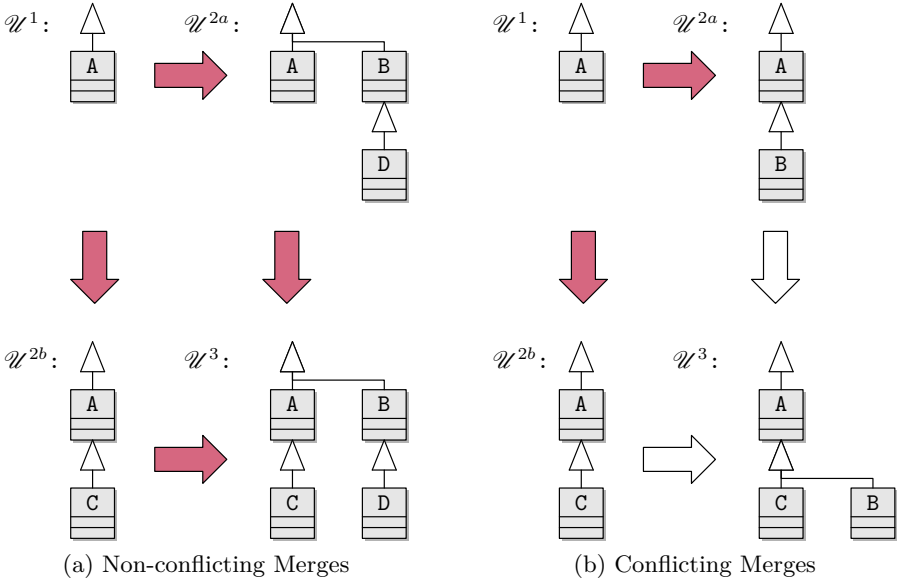 𝒰¹: 𝒰²ᵃ: 𝒰¹: 𝒰²ᵃ:
A A B A A
D B
𝒰²ᵇ: 𝒰³: 𝒰²ᵇ: 𝒰³:
A A B A A
C C D C C B
(a) Non-conflicting Merges (b) Conflicting Merges